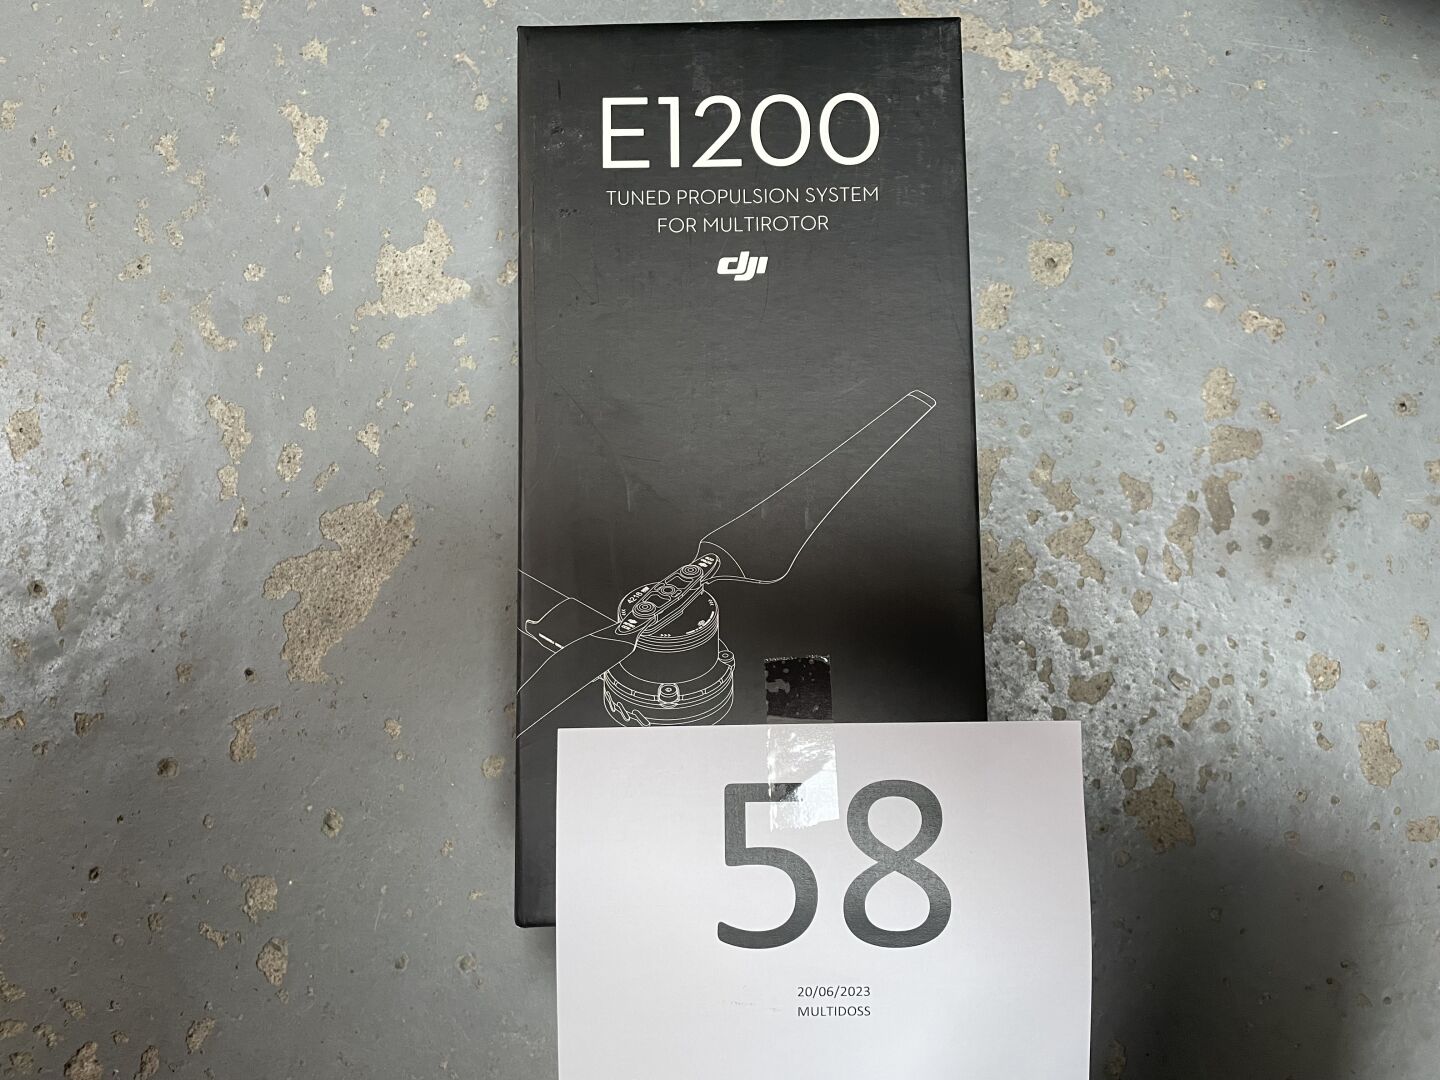 E1200
TUNED PROPULSION SYSTEM
FOR MULTIROTOR
dji
58
20/06/2023
MULTIDOSS